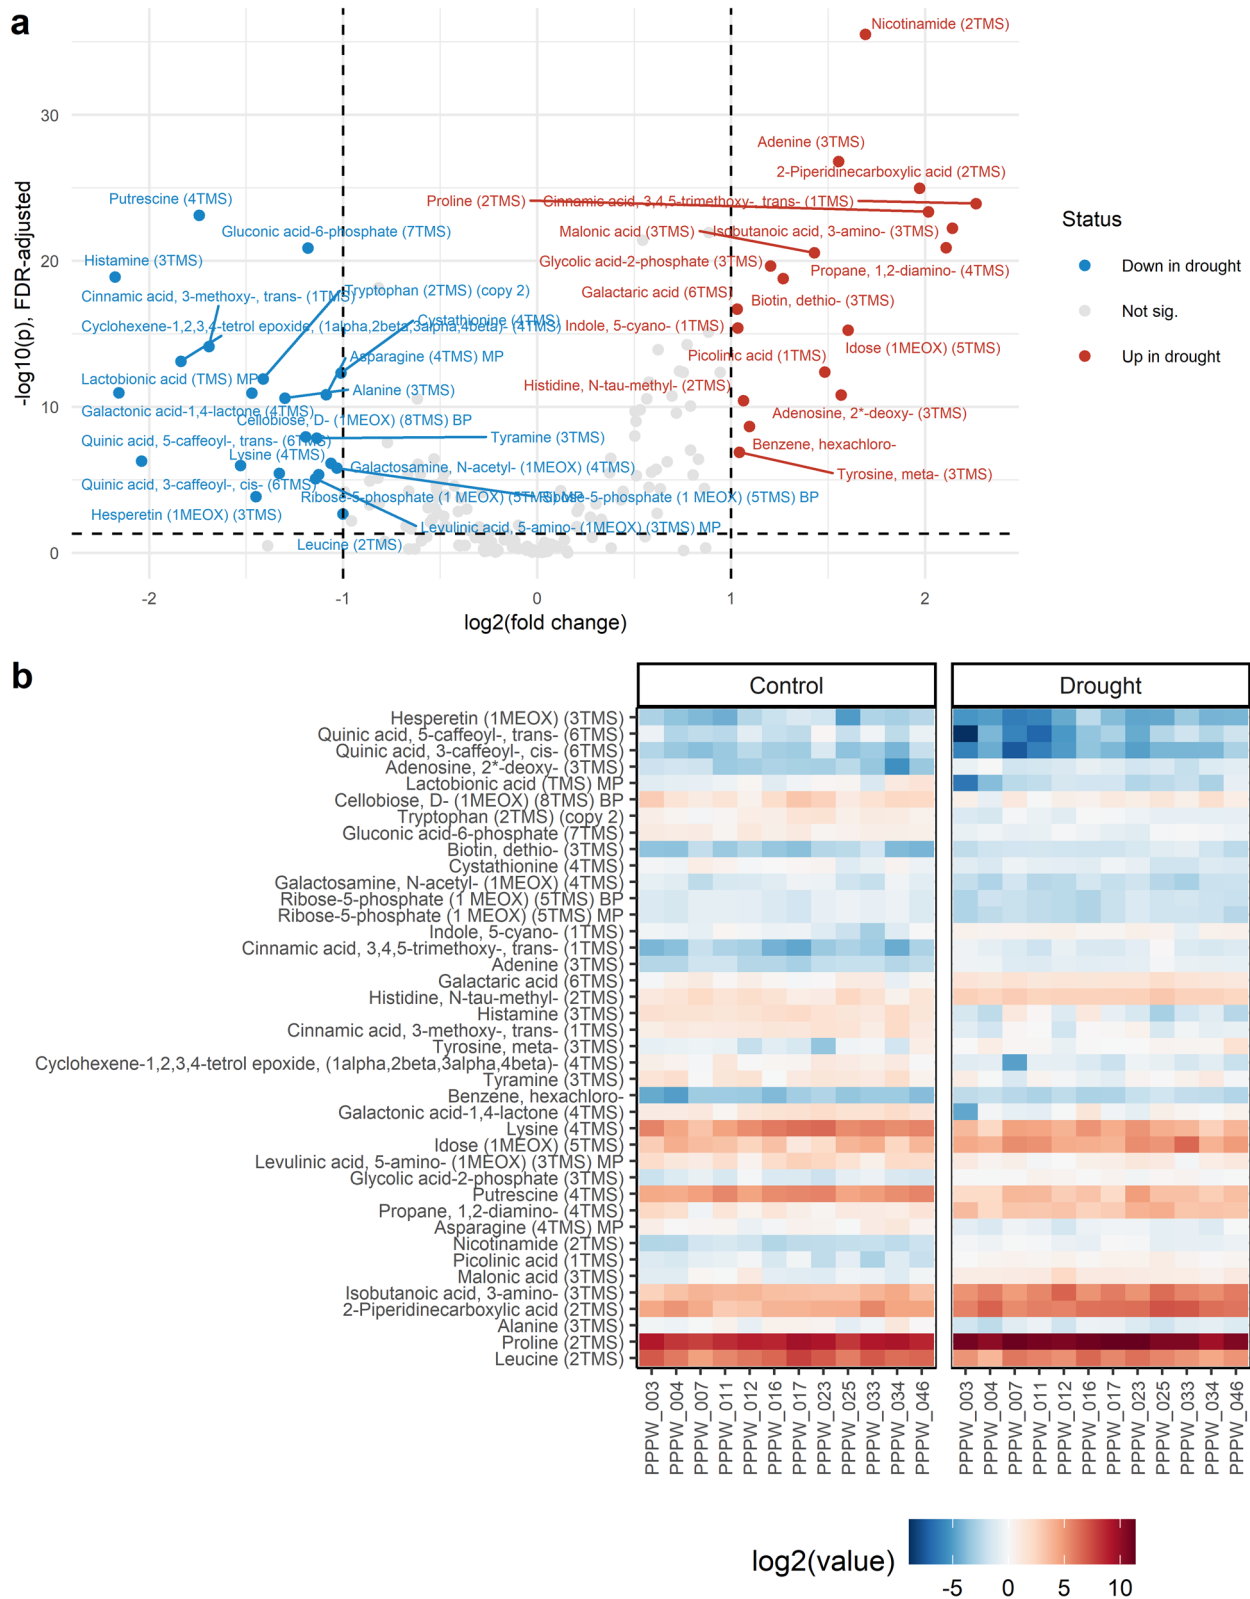 a
Nicotinamide (2TMS)
30
Adenine (3TMS)
2-Piperidinecarboxylic acid (2TMS)
Putrescine (4TMS)
Proline (2TMS)
Cinnamic acid, 3,4,5-trimethoxy-, trans- (1TMS)
Gluconic acid-6-phosphate (7TMS)
Malonic acid (3TMS)
Isobutanoic acid, 3-amino- (3TMS)
20
Histamine (3TMS)
Glycolic acid-2-phosphate (3TMS)
Propane, 1,2-diamino- (4TMS)
Cinnamic acid, 3-methoxy-, trans- (1TMS)
Tryptophan (2TMS) (copy 2)
Galactaric acid (6TMS)
Biotin, dethio- (3TMS)
Cyclohexene-1,2,3,4-tetrol epoxide, (1alpha,2beta,3alpha,4beta)- (4TMS)
Cystathionine (4TMS)
Indole, 5-cyano- (1TMS)
Idose (1MEOX) (5TMS)
Asparagine (4TMS) MP
Picolinic acid (1TMS)
Lactobionic acid (TMS) MP
Alanine (3TMS)
Histidine, N-tau-methyl- (2TMS)
10
Galactonic acid-1,4-lactone (4TMS)
Adenosine, 2*-deoxy- (3TMS)
Cellobiose, D- (1MEOX) (8TMS) BP
Quinic acid, 5-caffeoyl-, trans- (6TMS)
Tyramine (3TMS)
Benzene, hexachloro-
Lysine (4TMS)
Galactosamine, N-acetyl- (1MEOX) (4TMS)
Tyrosine, meta- (3TMS)
Quinic acid, 3-caffeoyl-, cis- (6TMS)
Ribose-5-phosphate (1 MEOX) (5TMS) MP
Ribose-5-phosphate (1 MEOX) (5TMS) BP
Hesperetin (1MEOX) (3TMS)
Levulinic acid, 5-amino- (1MEOX) (3TMS) MP
Leucine (2TMS)
0
-log10(p), FDR-adjusted
-2
-1
0
1
2
log2(fold change)
Status
Down in drought
Not sig.
Up in drought
b
Control
Drought
Hesperetin (1MEOX) (3TMS)
Quinic acid, 5-caffeoyl-, trans- (6TMS)
Quinic acid, 3-caffeoyl-, cis- (6TMS)
Adenosine, 2*-deoxy- (3TMS)
Lactobionic acid (TMS) MP
Cellobiose, D- (1MEOX) (8TMS) BP
Tryptophan (2TMS) (copy 2)
Gluconic acid-6-phosphate (7TMS)
Biotin, dethio- (3TMS)
Cystathionine (4TMS)
Galactosamine, N-acetyl- (1MEOX) (4TMS)
Ribose-5-phosphate (1 MEOX) (5TMS) BP
Ribose-5-phosphate (1 MEOX) (5TMS) MP
Indole, 5-cyano- (1TMS)
Cinnamic acid, 3,4,5-trimethoxy-, trans- (1TMS)
Adenine (3TMS)
Galactaric acid (6TMS)
Histidine, N-tau-methyl- (2TMS)
Histamine (3TMS)
Cinnamic acid, 3-methoxy-, trans- (1TMS)
Tyrosine, meta- (3TMS)
Cyclohexene-1,2,3,4-tetrol epoxide, (1alpha,2beta,3alpha,4beta)- (4TMS)
Tyramine (3TMS)
Benzene, hexachloro-
Galactonic acid-1,4-lactone (4TMS)
Lysine (4TMS)
Idose (1MEOX) (5TMS)
Levulinic acid, 5-amino- (1MEOX) (3TMS) MP
Glycolic acid-2-phosphate (3TMS)
Putrescine (4TMS)
Propane, 1,2-diamino- (4TMS)
Asparagine (4TMS) MP
Nicotinamide (2TMS)
Picolinic acid (1TMS)
Malonic acid (3TMS)
Isobutanoic acid, 3-amino- (3TMS)
2-Piperidinecarboxylic acid (2TMS)
Alanine (3TMS)
Proline (2TMS)
Leucine (2TMS)
PPPW_003
PPPW_004
PPPW_007
PPPW_011
PPPW_012
PPPW_016
PPPW_017
PPPW_023
PPPW_025
PPPW_033
PPPW_034
PPPW_046
PPPW_003
PPPW_004
PPPW_007
PPPW_011
PPPW_012
PPPW_016
PPPW_017
PPPW_023
PPPW_025
PPPW_033
PPPW_034
PPPW_046
log2(value)
-5
0
5
10